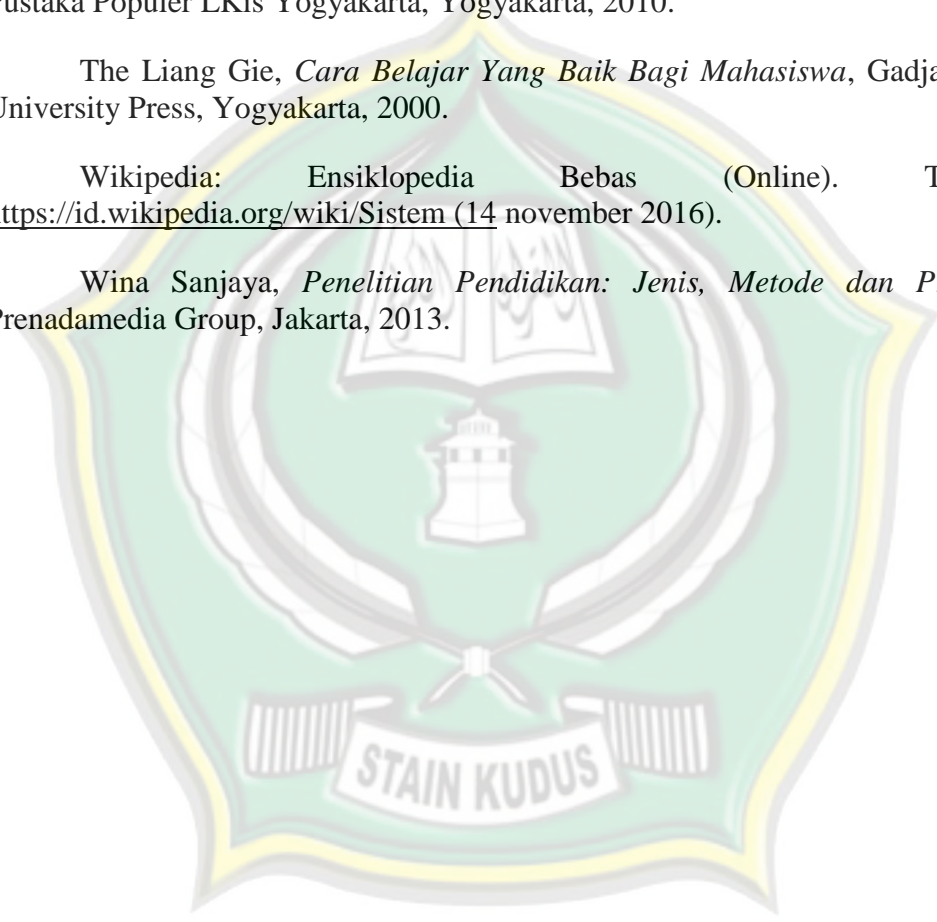 Pustaka Populer LKis Yogyakarta, Yogyakarta, 2010.
The Liang Gie, Cara Belajar Yang Baik Bagi Mahasiswa, Gadja
University Press, Yogyakarta, 2000.
Wikipedia: Ensiklopedia Bebas (Online). T
ttps://id.wikipedia.org/wiki/Sistem (14 november 2016).
Wina Sanjaya, Penelitian Pendidikan: Jenis, Metode dan P
Prenadamedia Group, Jakarta, 2013.
STAIN KUDUS